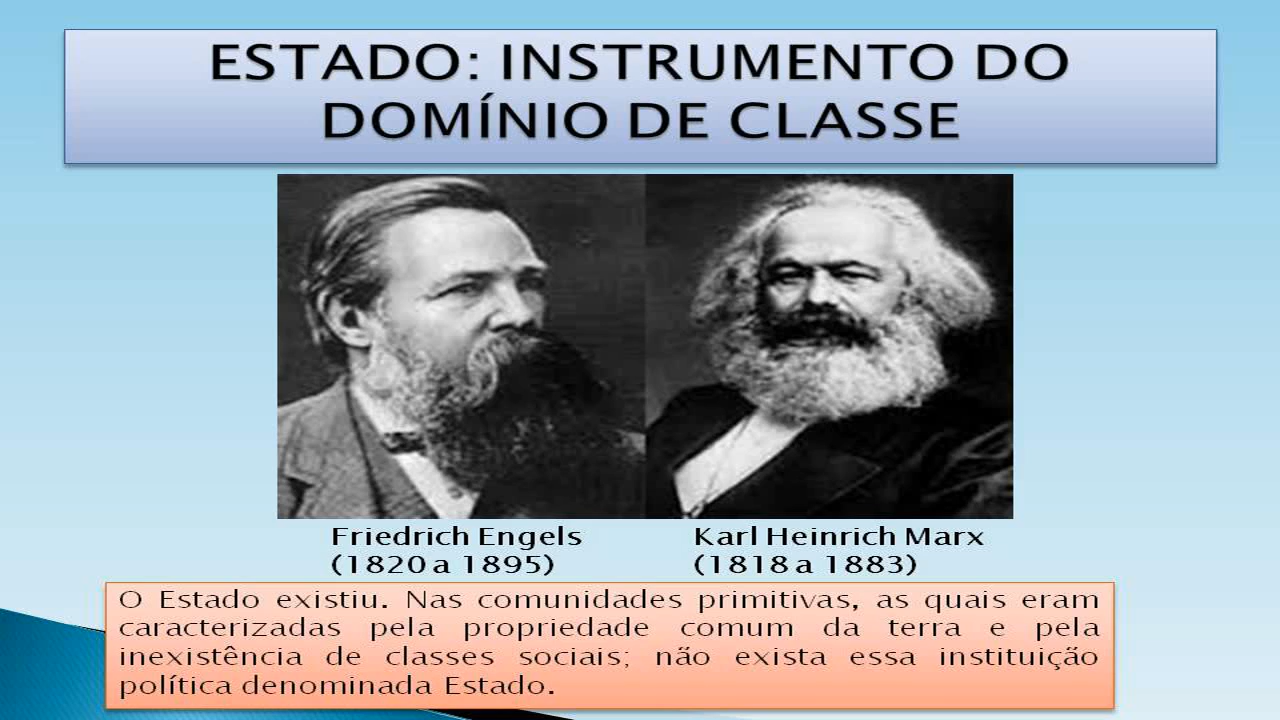 ESTADO: INSTRUMENTO DO
DOMÍNIO DE CLASSE
Friedrich Engels
(1820 a 1895)
Karl Heinrich Marx
(1818 a 1883)
O Estado existiu. Nas comunidades primitivas, as quais eram
caracterizadas pela propriedade comum da terra e pela
inexistência de classes sociais; não exista essa instituição
política denominada Estado.